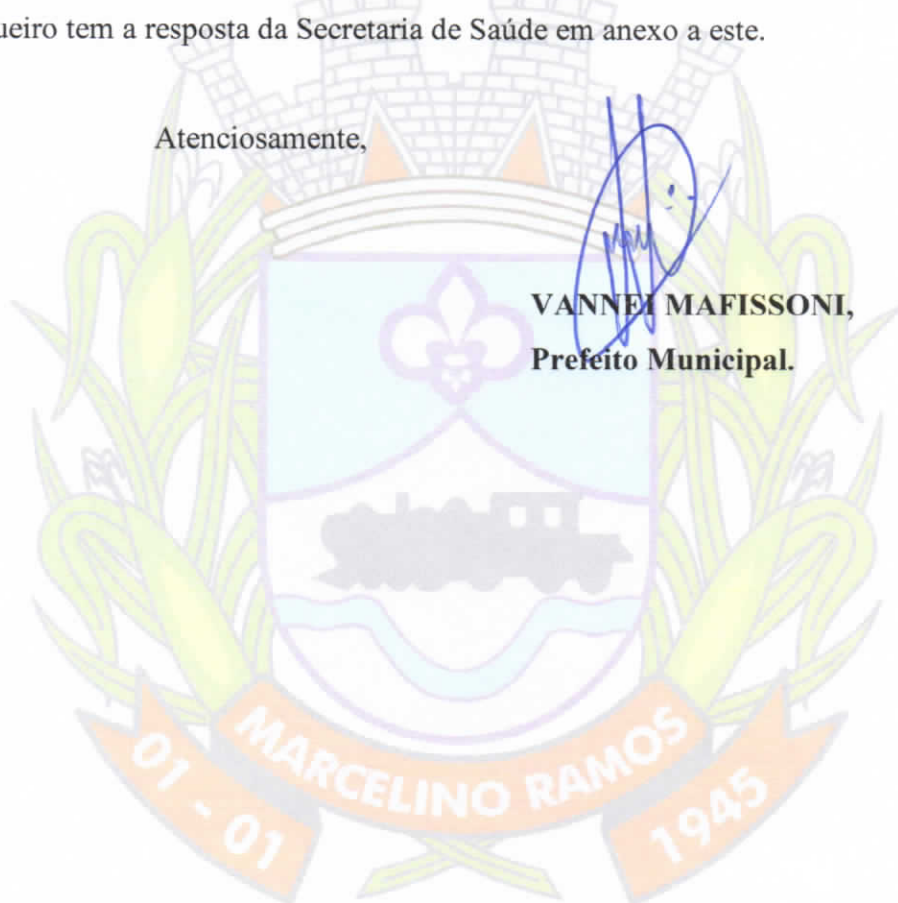 ueiro tem a resposta da Secretaria de Saúde em anexo a este.
Atenciosamente,
VANNEI MAFISSONI,
Prefeito Municipal.
MARCELINO RAMOS
01 - 01
1945